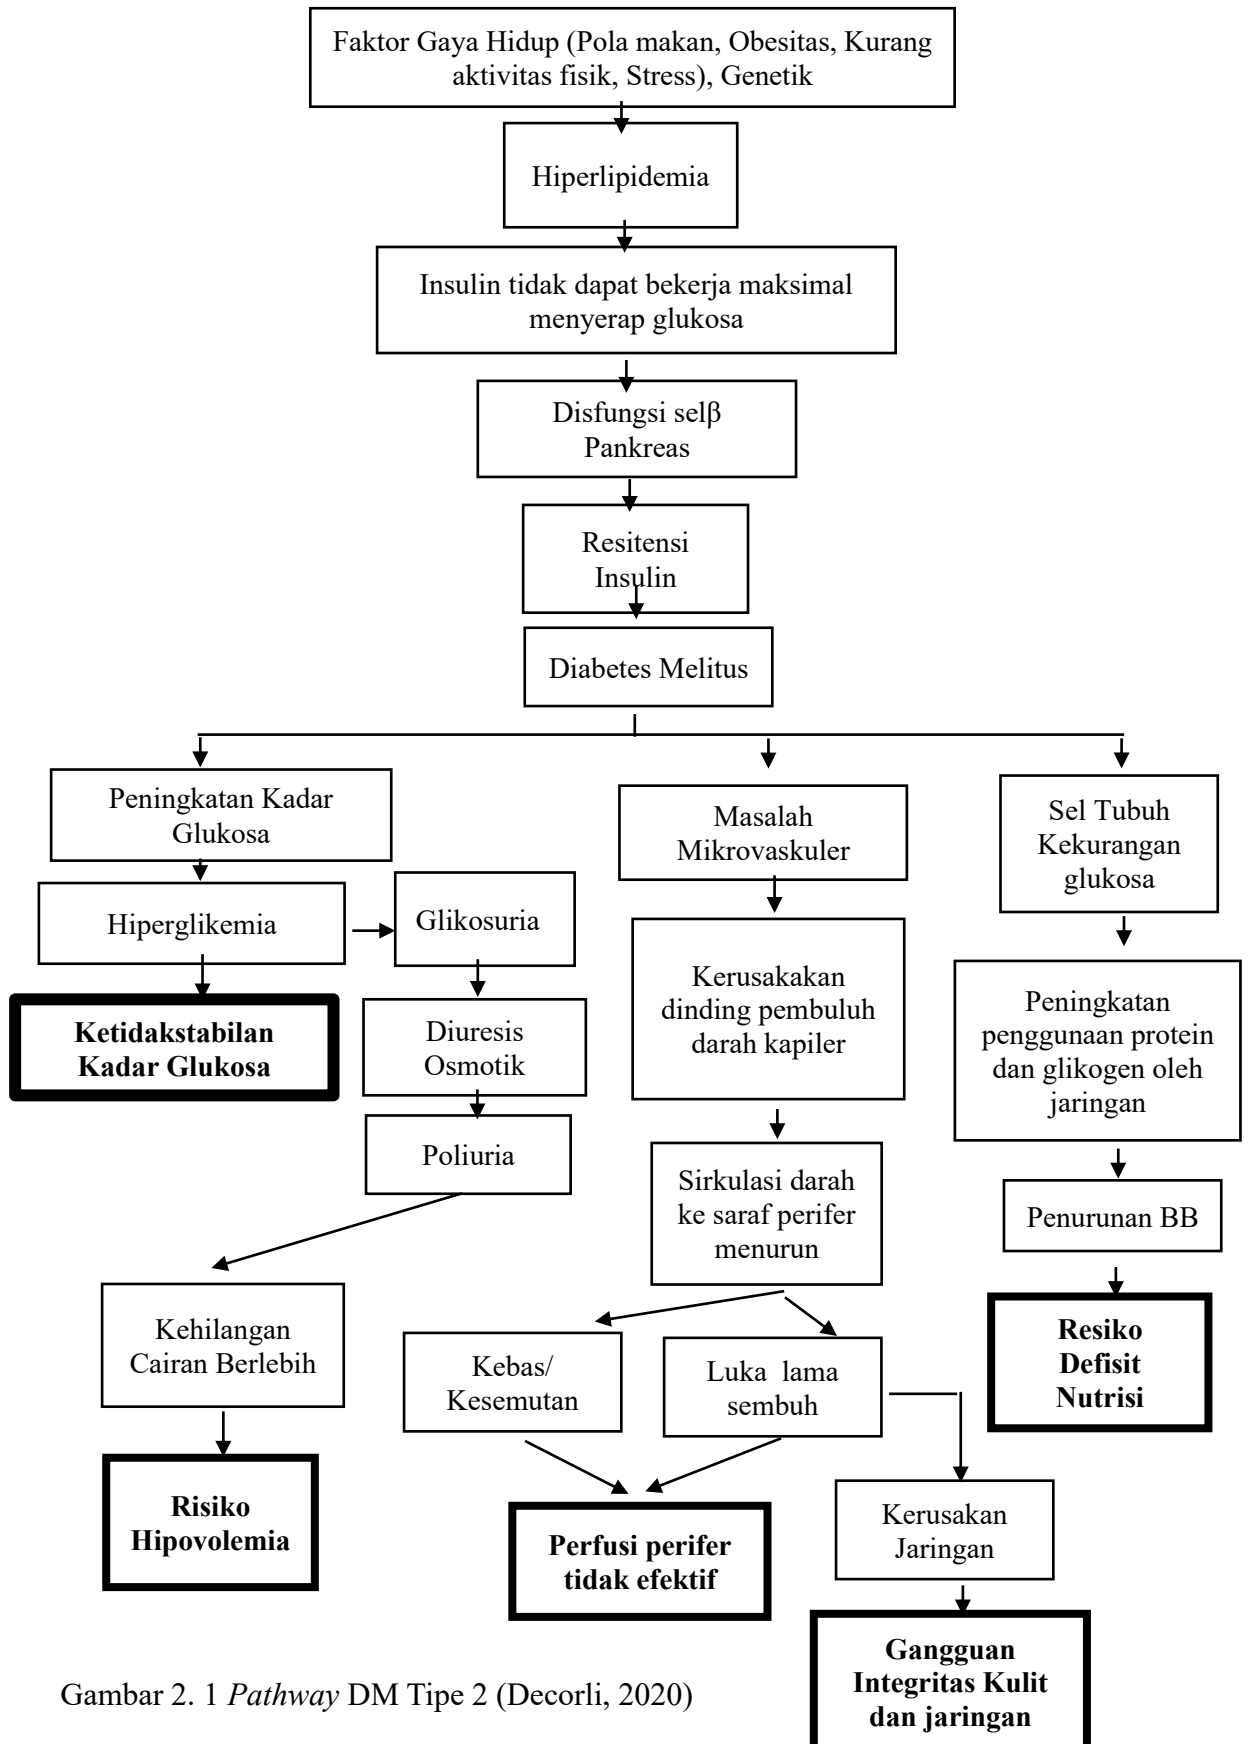 Faktor Gaya Hidup (Pola makan, Obesitas, Kurang
aktivitas fisik, Stress), Genetik
Hiperlipidemia
Insulin tidak dapat bekerja maksimal
menyerap glukosa
Disfungsi selβ
Pankreas
Resitensi
Insulin
Diabetes Melitus
Peningkatan Kadar
Glukosa
Hiperglikemia
Ketidakstabilan
Kadar Glukosa
Glikosuria
Diuresis
Osmotik
Poliuria
Kehilangan
Cairan Berlebih
Risiko
Hipovolemia
Masalah
Mikrovaskuler
Kerusakakan
dinding pembuluh
darah kapiler
Sirkulasi darah
ke saraf perifer
menurun
Kebas/
Kesemutan
Luka lama
sembuh
Perfusi perifer
tidak efektif
Kerusakan
Jaringan
Gangguan
Integritas Kulit
dan jaringan
Sel Tubuh
Kekurangan
glukosa
Peningkatan
penggunaan protein
dan glikogen oleh
jaringan
Penurunan BB
Resiko
Defisit
Nutrisi
Gambar 2. 1 Pathway DM Tipe 2 (Decorli, 2020)